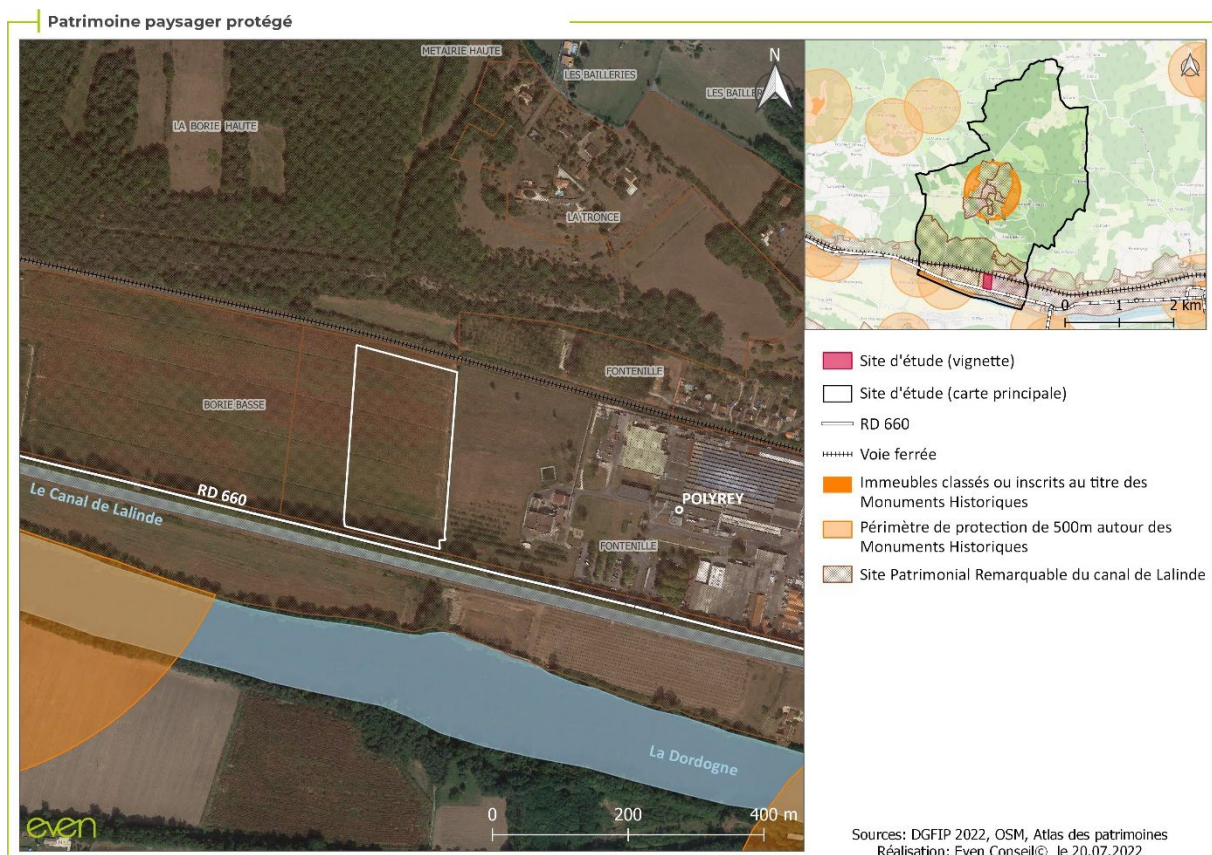 Patrimoine paysager protégé
METAIRIE HAUTE
LES BAILLERIES
LES BAILLER
N
LA BORIE HAUTE
LA TRONCE
FONTENILLE
BORIE BASSE
RD 660
Le Canal de Lalinde
POLYREY
FONTENILLE
La Dordogne
0 200 400 m
even
0 1 2 km
Site d'étude (vignette)
Site d'étude (carte principale)
RD 660
Voie ferrée
Immeubles classés ou inscrits au titre des
Monuments Historiques
Périmètre de protection de 500m autour des
Monuments Historiques
Site Patrimonial Remarquable du canal de Lalinde
Sources: DGFIP 2022, OSM, Atlas des patrimoines
Réalisation: Even Conseil©, le 20.07.2022